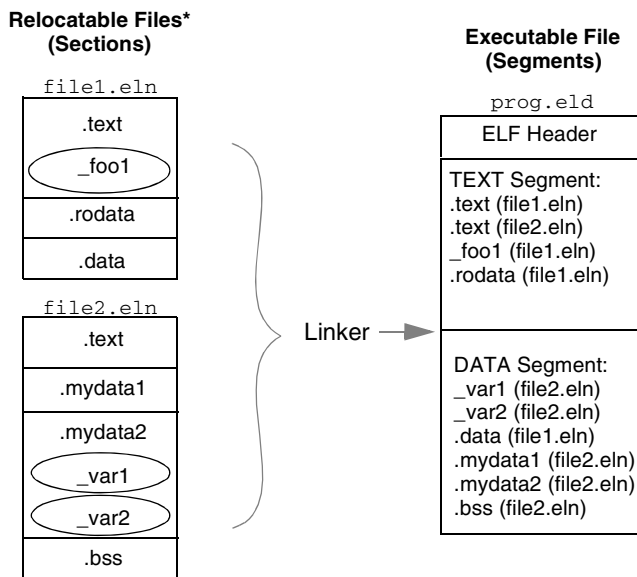 Relocatable Files*
(Sections)
file1.eln
.text
_foo1
.rodata
.data
file2.eln
.text
.mydata1
.mydata2
_var1
_var2
.bss
Linker
Executable File
(Segments)
prog.eld
ELF Header
TEXT Segment:
.text (file1.eln)
.text (file2.eln)
_foo1 (file1.eln)
.rodata (file1.eln)
DATA Segment:
_var1 (file2.eln)
_var2 (file2.eln)
.data (file1.eln)
.mydata1 (file2.eln)
.mydata2 (file2.eln)
.bss (file2.eln)